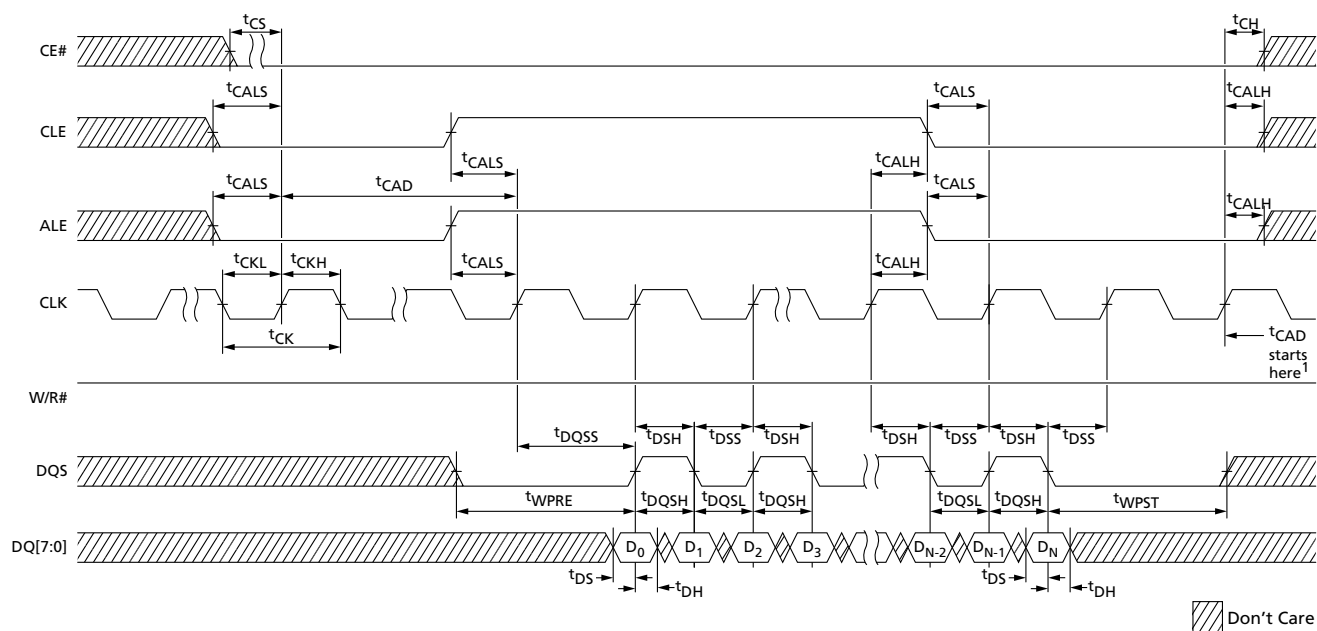 tCS
tCH
CE#
tCALS
tCALS
tCALH
CLE
tCALS
tCALH
tCALS
tCAD
tCALS
tCALH
ALE
tCKL
tCKH
tCALS
tCALH
CLK
tCK
tCAD
starts
here1
W/R#
tDQSS
tDSH
tDSS
tDSH
tDSH
tDSS
tDSH
tDSS
DQS
tWPRE
tDQSH
tDQSL
tDQSH
tDQSL
tDQSH
tWPST
DQ[7:0]
D0
D1
D2
D3
DN-2
DN-1
DN
tDS
tDH
tDS
tDH
Don't Care